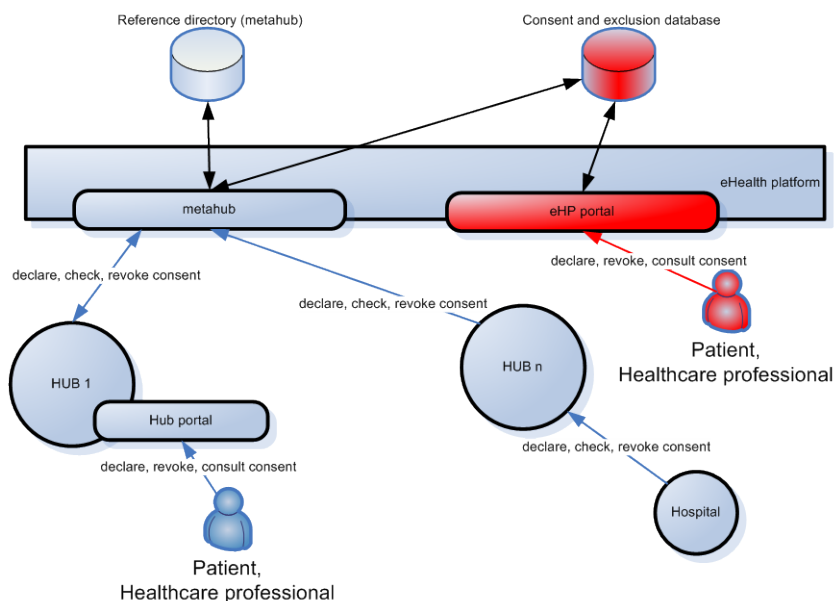 Reference directory (metahub)
Consent and exclusion database
eHealth platform
metahub
eHP portal
declare, revoke, consult consent
declare, check, revoke consent
declare, check, revoke consent
Patient,
Healthcare professional
HUB 1
HUB n
Hub portal
declare, check, revoke consent
declare, revoke, consult consent
Hospital
Patient,
Healthcare professional